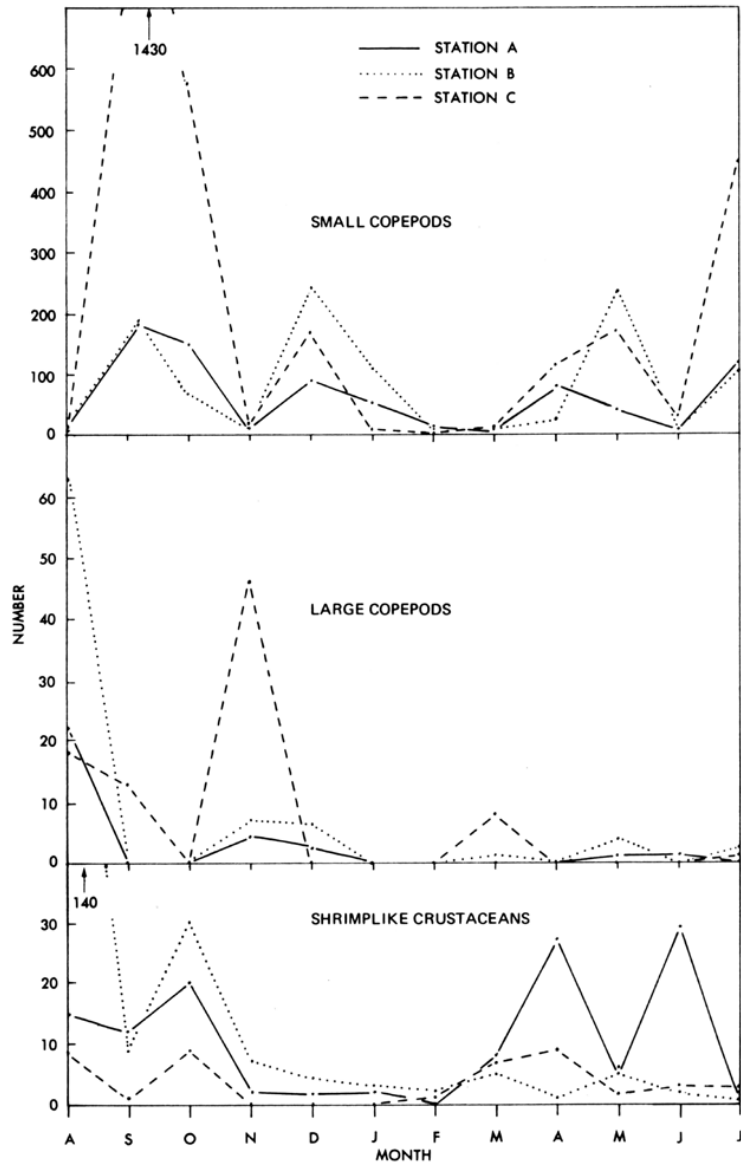 1430
STATION A
STATION B
STATION C
600
500
400
300
200
100
0
SMALL COPEPODS
60
50
40
30
20
10
0
LARGE COPEPODS
NUMBER
140
30
20
10
0
SHRIMPLIKE CRUSTACEANS
A S O N D J F M A M J J
MONTH